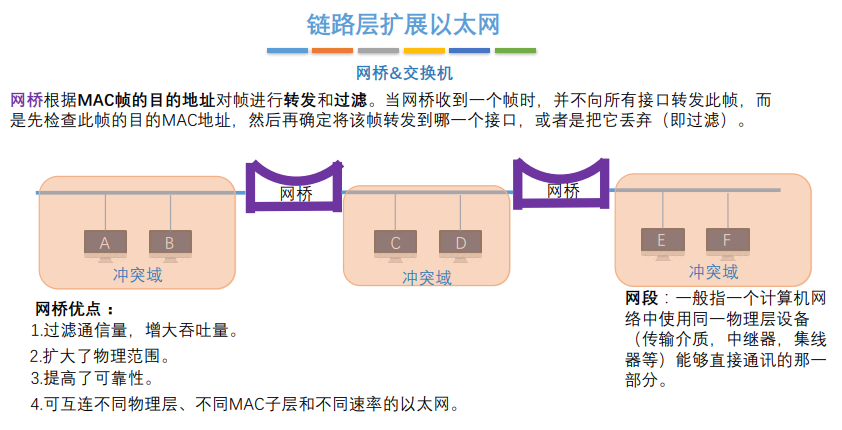 链路层扩展以太网
网桥&交换机
网桥根据MAC帧的目的地址对帧进行转发和过滤。当网桥收到一个帧时，并不向所有接口转发此帧，而
是先检查此帧的目的MAC地址，然后再确定将该帧转发到哪一个接口，或者是把它丢弃（即过滤）。
网桥
网桥
A
B
C
D
E
F
冲突域
冲突域
冲突域
网桥优点：
1.过滤通信量，增大吞吐量。
2.扩大了物理范围。
3.提高了可靠性。
4.可互连不同物理层、不同MAC子层和不同速率的以太网。
网段：一般指一个计算机网
络中使用同一物理层设备
（传输介质，中继器，集线
器等）能够直接通讯的那一
部分。